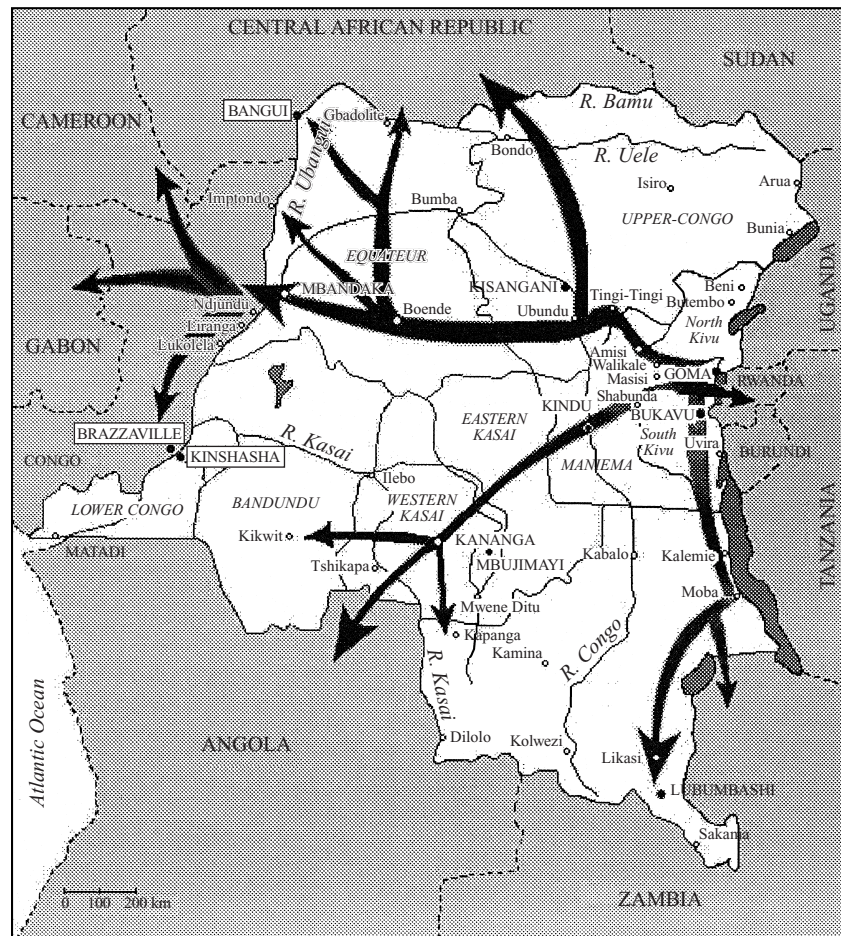 CENTRAL AFRICAN REPUBLIC
SUDAN
CAMEROON
BANGUI
Gbadolite
R. Bamu
R. Ubangui
Bondo
R. Uele
Imptondo
Isiro
Arua
Bumba
UPPER-CONGO
Bunia
EQUATEUR
UGANDA
MBANDAKA
KISANGANI
Beni
Ndjundu
Boende
Ubundu
Tingi-Tingi
Butembo
Liranga
North
Kivu
GABON
Lukolela
Amisi
Walikale
Masisi
GOMA
RWANDA
Shabunda
KINDU
BUKAVU
EASTERN
KASAI
BRAZZAVILLE
R. Kasai
South
Kivu
Uvira
BURUNDI
CONGO
KINSHASHA
MANIEMA
Ilebo
LOWER CONGO
BANDUNDU
WESTERN
KASAI
TANZANIA
Kikwit
KANANGA
MATADI
MBUJIMAYI
Kabalo
Kalemie
Tshikapa
Mwene Ditu
Moba
Kapanga
Kamina
R. Congo
R. Kasai
Atlantic Ocean
ANGOLA
Dilolo
Kolwezi
Likasi
LUBUMBASHI
Sakania
0 100 200 km
ZAMBIA